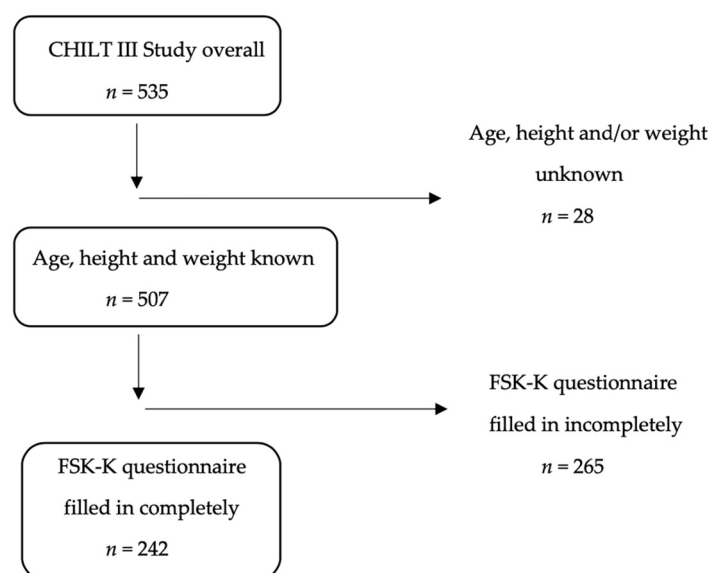 CHILT III Study overall
n = 535
Age, height and/or weight
unknown
n = 28
Age, height and weight known
n = 507
FSK-K questionnaire
filled in incompletely
n = 265
FSK-K questionnaire
filled in completely
n = 242